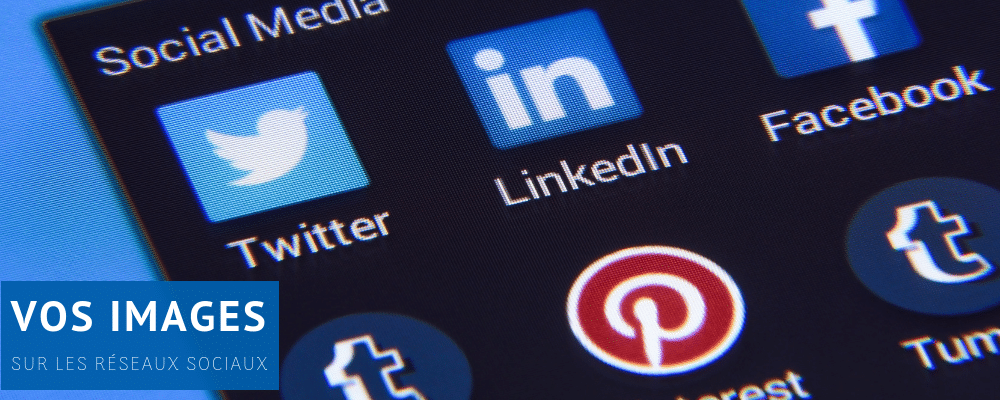 Social Media
in
f
Twitter
LinkedIn
Facebook
t
t
VOS IMAGES
SUR LES RÉSEAUX SOCIAUX